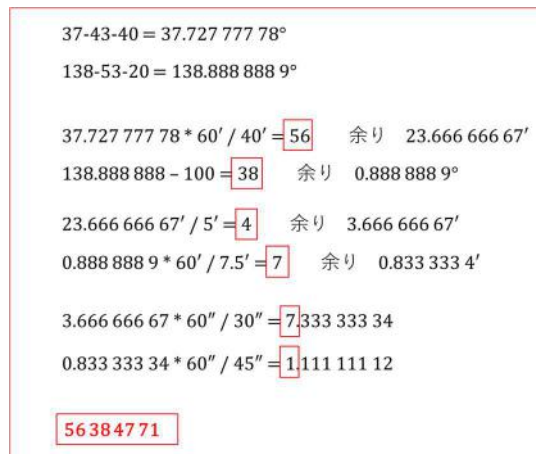 37-43-40 = 37.727 777 78°
138-53-20 = 138.888 888 9°
37.727 777 78 * 60′ / 40′ = 56 余り 23.666 666 67′
138.888 888 – 100 = 38 余り 0.888 888 9°
23.666 666 67′ / 5′ = 4 余り 3.666 666 67′
0.888 888 9 * 60′ / 7.5′ = 7 余り 0.833 333 4′
3.666 666 67 * 60″ / 30″ = 7.333 333 34
0.833 333 34 * 60″ / 45″ = 1.111 111 12
56 38 47 71